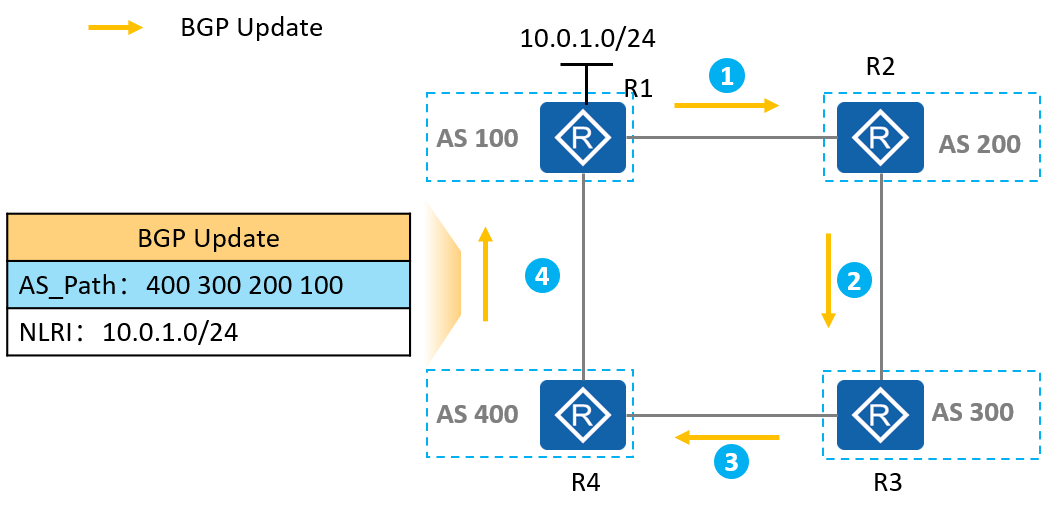 BGP Update
10.0.1.0/24
R1
1
R2
AS 100
R
R
AS 200
BGP Update
AS_Path：400 300 200 100
NLRI：10.0.1.0/24
4
2
AS 400
R
R
AS 300
3
R4
R3